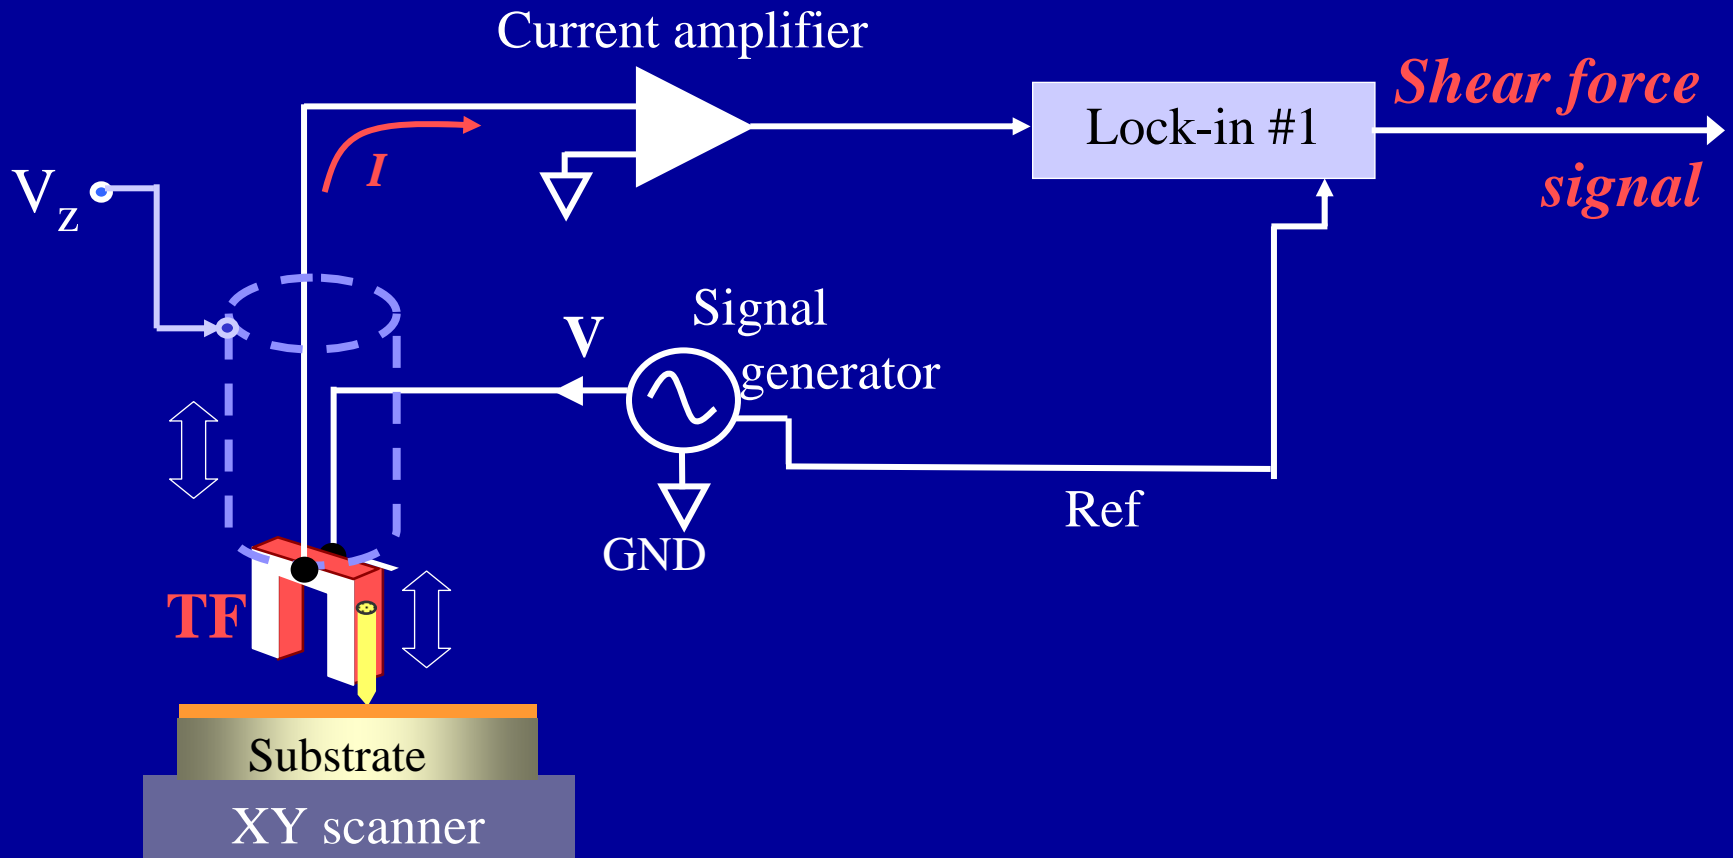 Current amplifier
Lock-in #1
Shear force
signal
I
Vz
Signal
generator
V
Ref
GND
TF
Substrate
XY scanner